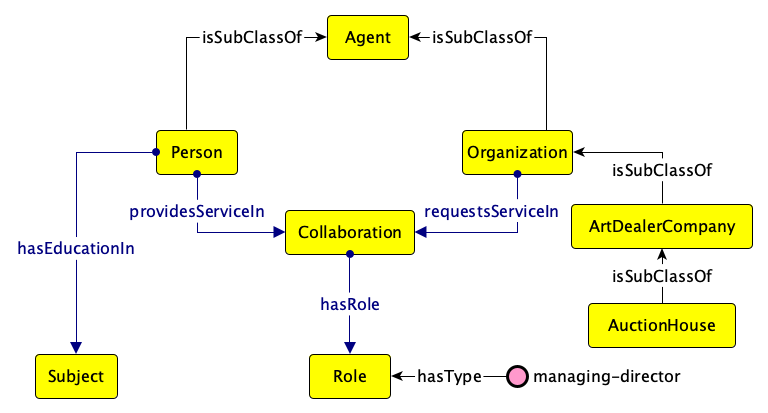 isSubClassOf
Agent
isSubClassOf
Person
Organization
isSubClassOf
providesServiceIn
requestsServiceIn
Collaboration
ArtDealerCompany
hasEducationIn
isSubClassOf
hasRole
AuctionHouse
Subject
Role
hasType
managing-director